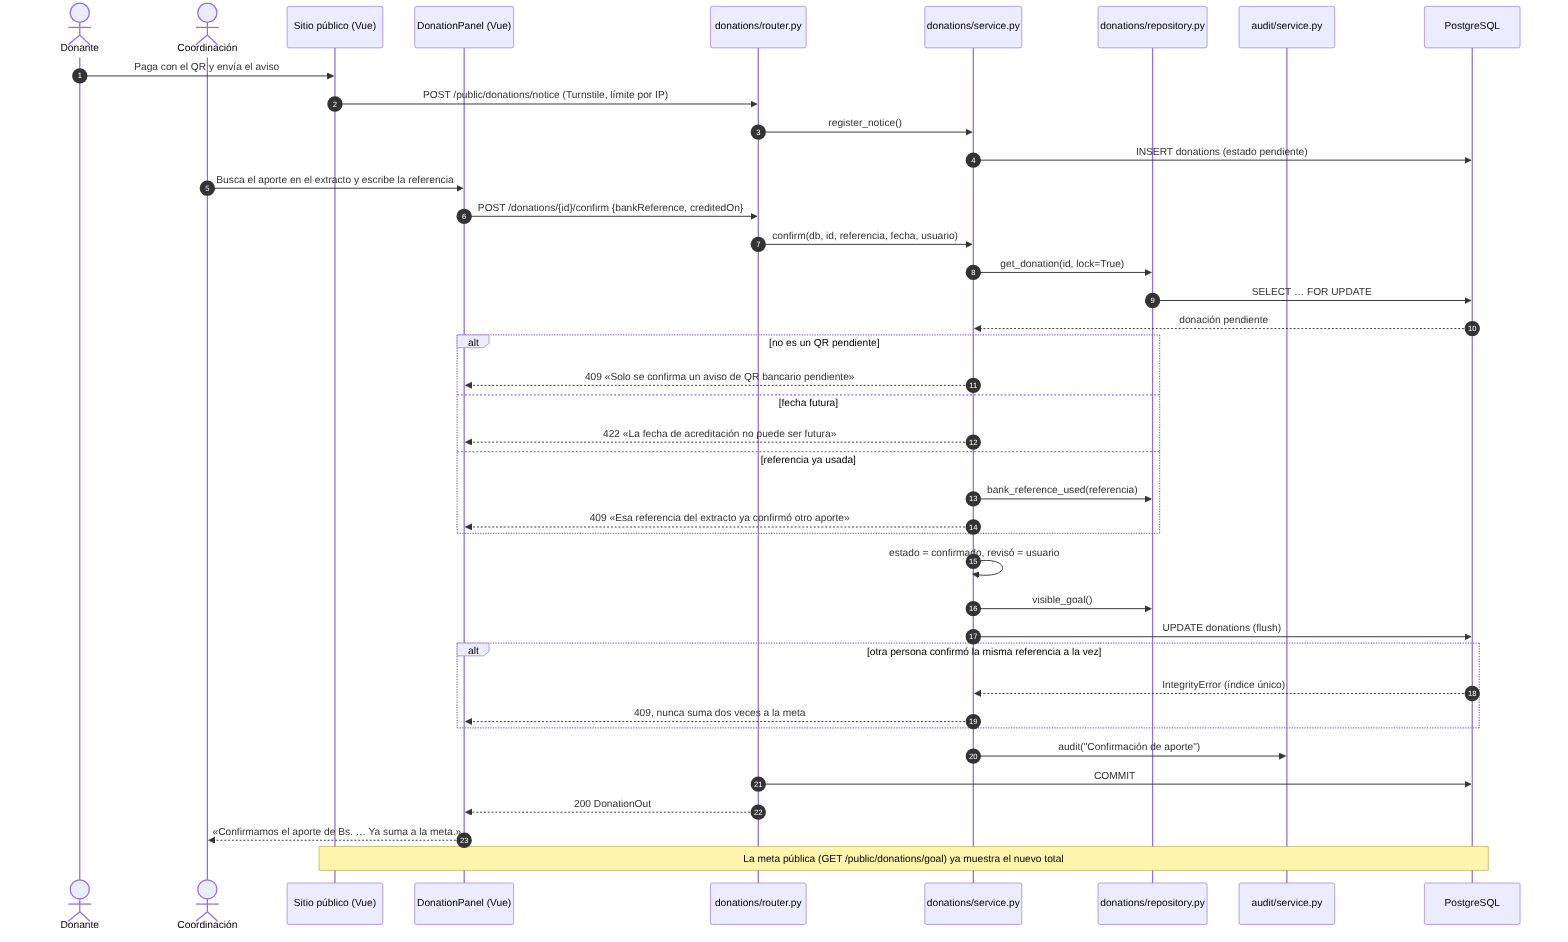 Donante
Coordinación
Sitio público (Vue)
DonationPanel (Vue)
donations/router.py
donations/service.py
donations/repository.py
audit/service.py
PostgreSQL
1 Paga con el QR y envía el aviso
2 POST /public/donations/notice (Turnstile, límite por IP)
3 register_notice()
4 INSERT donations (estado pendiente)
5 Busca el aporte en el extracto y escribe la referencia
6 POST /donations/{id}/confirm {bankReference, creditedOn}
7 confirm(db, id, referencia, fecha, usuario)
8 get_donation(id, lock=True)
9 SELECT … FOR UPDATE
donación pendiente 10
alt [no es un QR pendiente]
409 «Solo se confirma un aviso de QR bancario pendiente» 11
[fecha futura]
422 «La fecha de acreditación no puede ser futura» 12
[referencia ya usada]
13 bank_reference_used(referencia)
409 «Esa referencia del extracto ya confirmó otro aporte» 14
estado = confirmado, revisó = usuario
15
16 visible_goal()
17 UPDATE donations (flush)
alt [otra persona confirmó la misma referencia a la vez]
IntegrityError (índice único) 18
409, nunca suma dos veces a la meta 19
20 audit("Confirmación de aporte")
21 COMMIT
200 DonationOut 22
«Confirmamos el aporte de Bs. … Ya suma a la meta.» 23
La meta pública (GET /public/donations/goal) ya muestra el nuevo total
Donante
Coordinación
Sitio público (Vue)
DonationPanel (Vue)
donations/router.py
donations/service.py
donations/repository.py
audit/service.py
PostgreSQL